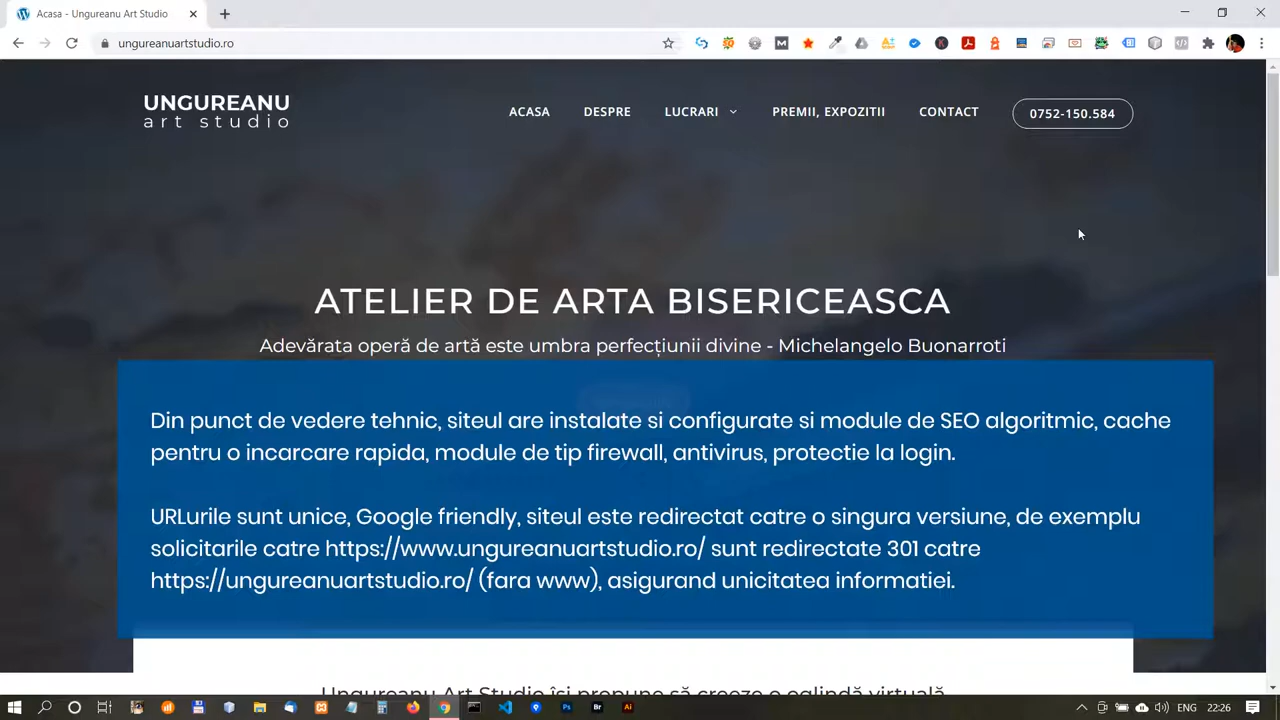 Acasa - Ungureanu Art Studio
ungureanuartstudio.ro
UNGUREANU
art studio
ACASA DESPRE LUCRARI PREMII, EXPOZITII CONTACT 0752-150.584
ATELIER DE ARTA BISERICEASCA
Adevărata operă de artă este umbra perfecțiunii divine - Michelangelo Buonarroti
Din punct de vedere tehnic, siteul are instalate si configurate si module de SEO algoritmic, cache
pentru o incarcare rapida, module de tip firewall, antivirus, protectie la login.
URLurile sunt unice, Google friendly, siteul este redirectat catre o singura versiune, de exemplu
solicitarile catre https://www.ungureanuartstudio.ro/ sunt redirectate 301 catre
https://ungureanuartstudio.ro/ (fara www), asigurand unicitatea informatiei.
Ungureanu Art Studio își propune să creeze o oglindă virtuală
ENG 22:26